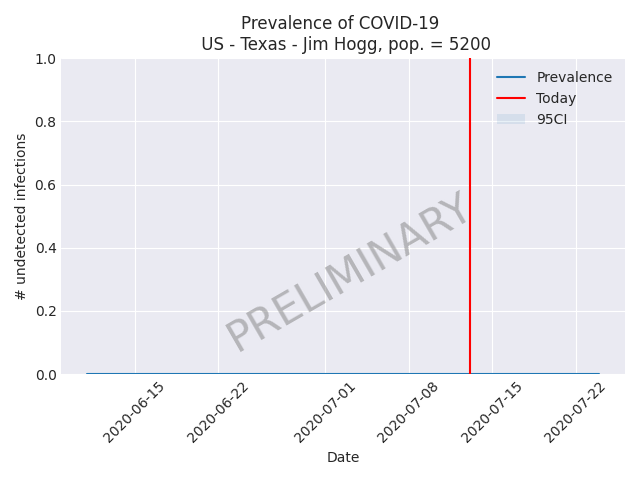 Prevalence of COVID-19
US - Texas - Jim Hogg, pop. = 5200
1.0
0.8
0.6
0.4
0.2
0.0
# undetected infections
Prevalence
Today
95CI
PRELIMINARY
2020-06-15
2020-06-22
2020-07-01
2020-07-08
2020-07-15
2020-07-22
Date